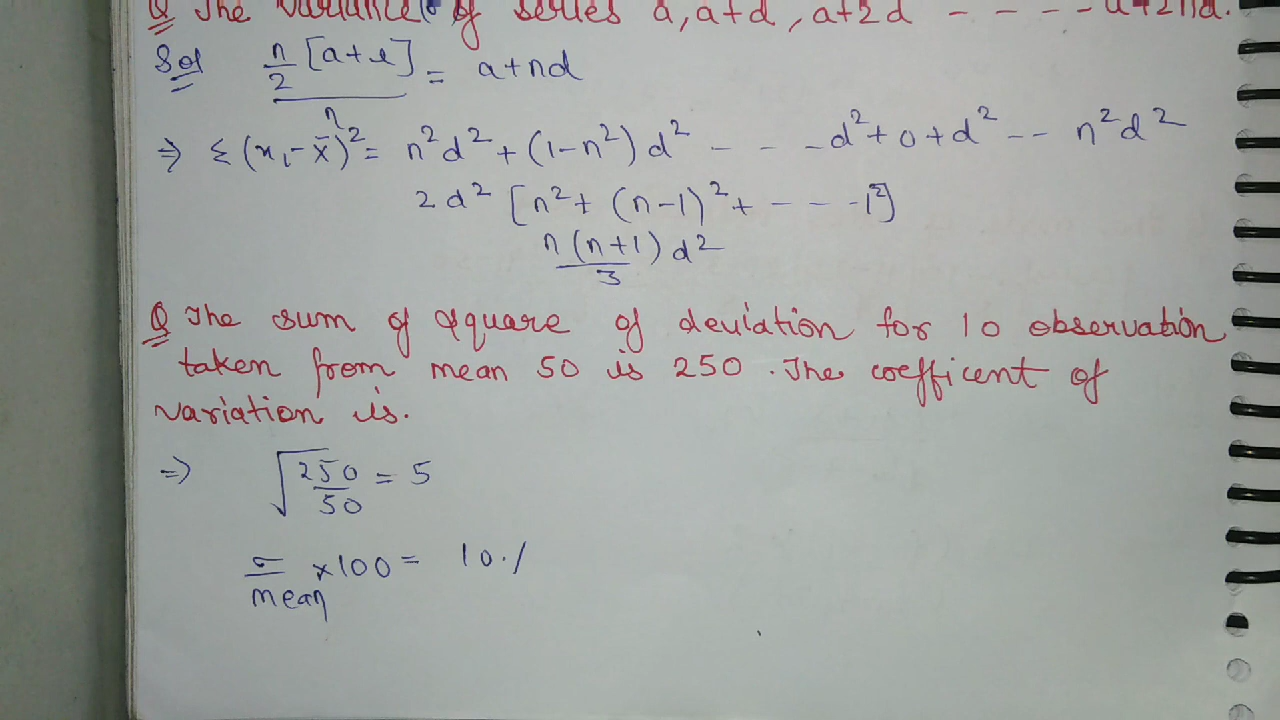 Q The variance of series a, a+d, a+2d - - - - a+2nd.
Sol n/2 [a+l] / n = a+nd
⇒ Σ(x₁-x̄)² = n²d² + (1-n²)d² - - - d²+0+d² -- n²d²
2d² [n²+ (n-1)²+ - - - 1²]
n(n+1)/3 d²
Q The sum of square of deviation for 10 observation
taken from mean 50 is 250. The coefficent of
variation is.
⇒ √250/50 = 5
σ/mean ×100 = 10%